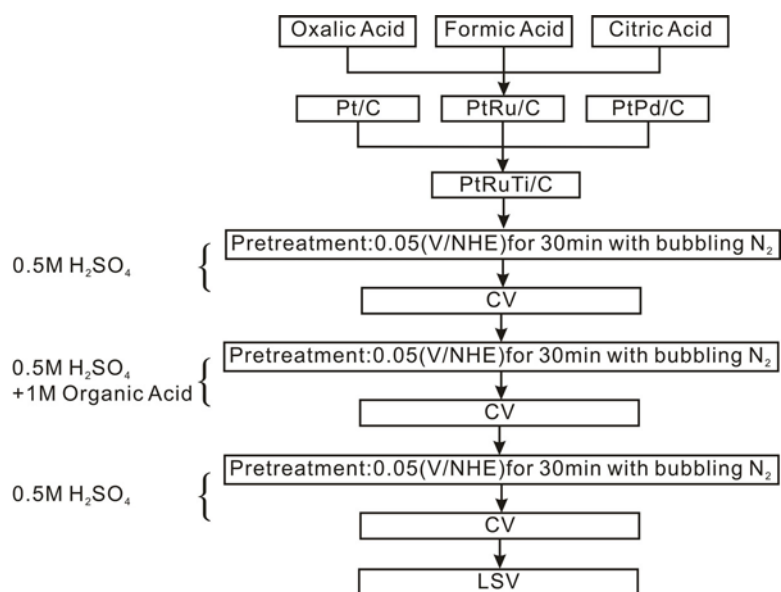 Oxalic Acid
Formic Acid
Citric Acid
Pt/C
PtRu/C
PtPd/C
PtRuTi/C
0.5M H₂SO₄
Pretreatment:0.05(V/NHE)for 30min with bubbling N₂
CV
0.5M H₂SO₄
+1M Organic Acid
Pretreatment:0.05(V/NHE)for 30min with bubbling N₂
CV
0.5M H₂SO₄
Pretreatment:0.05(V/NHE)for 30min with bubbling N₂
CV
LSV